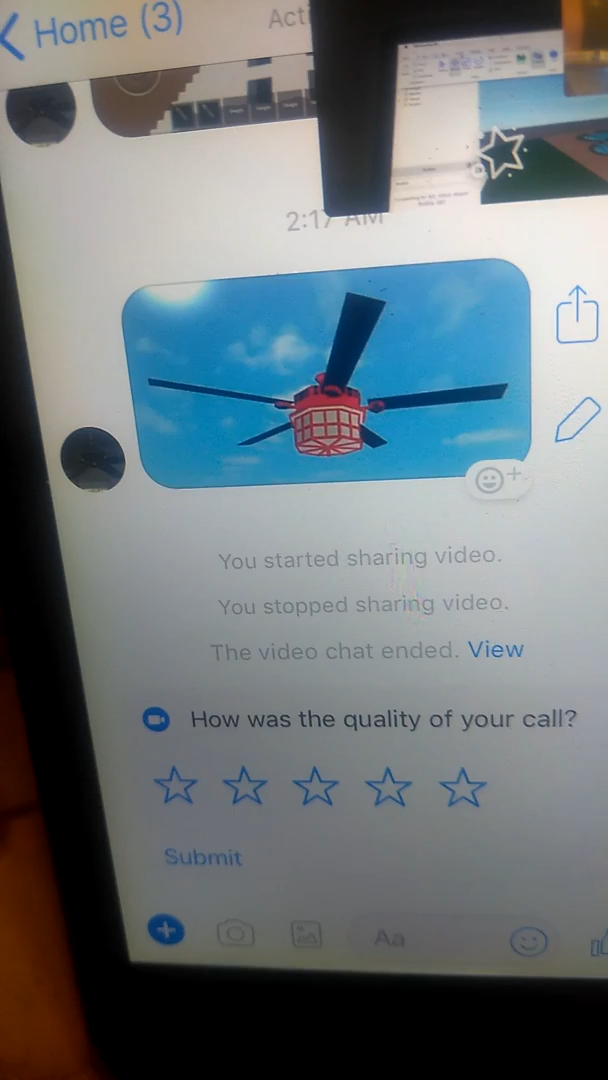 Home (3)
Acti
2:17 AM
You started sharing video.
You stopped sharing video.
The video chat ended. View
How was the quality of your call?
Submit
Aa